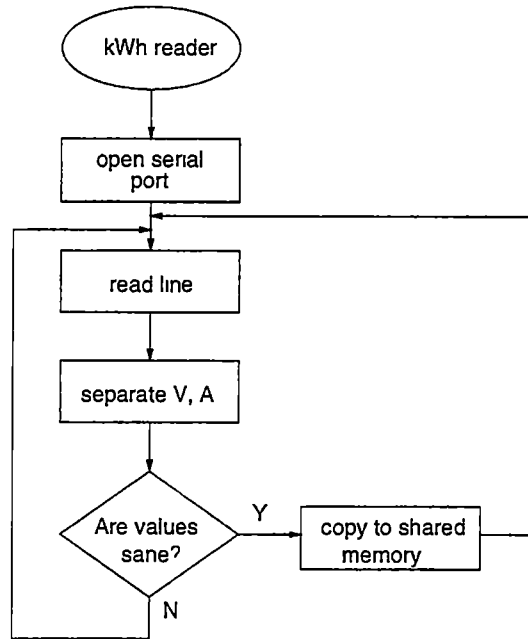 kWh reader
open serial
port
read line
separate V, A
Are values
sane?
Y
copy to shared
memory
N